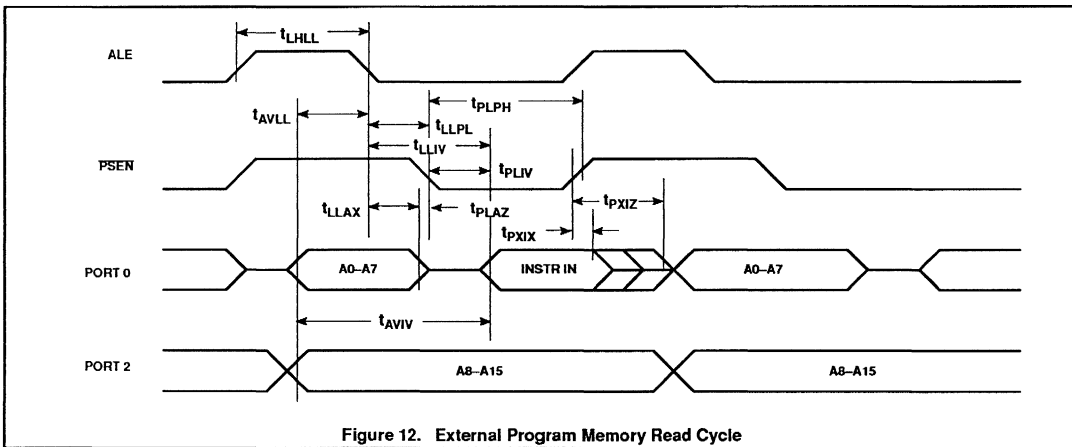 ALE
tLHLL
tPLPH
tAVLL
tLLPL
tLLIV
PSEN
tPLIV
tLLAX
tPLAZ
tPXIZ
tPXIX
PORT 0
A0–A7
INSTR IN
A0–A7
tAVIV
PORT 2
A8–A15
A8–A15
Figure 12. External Program Memory Read Cycle